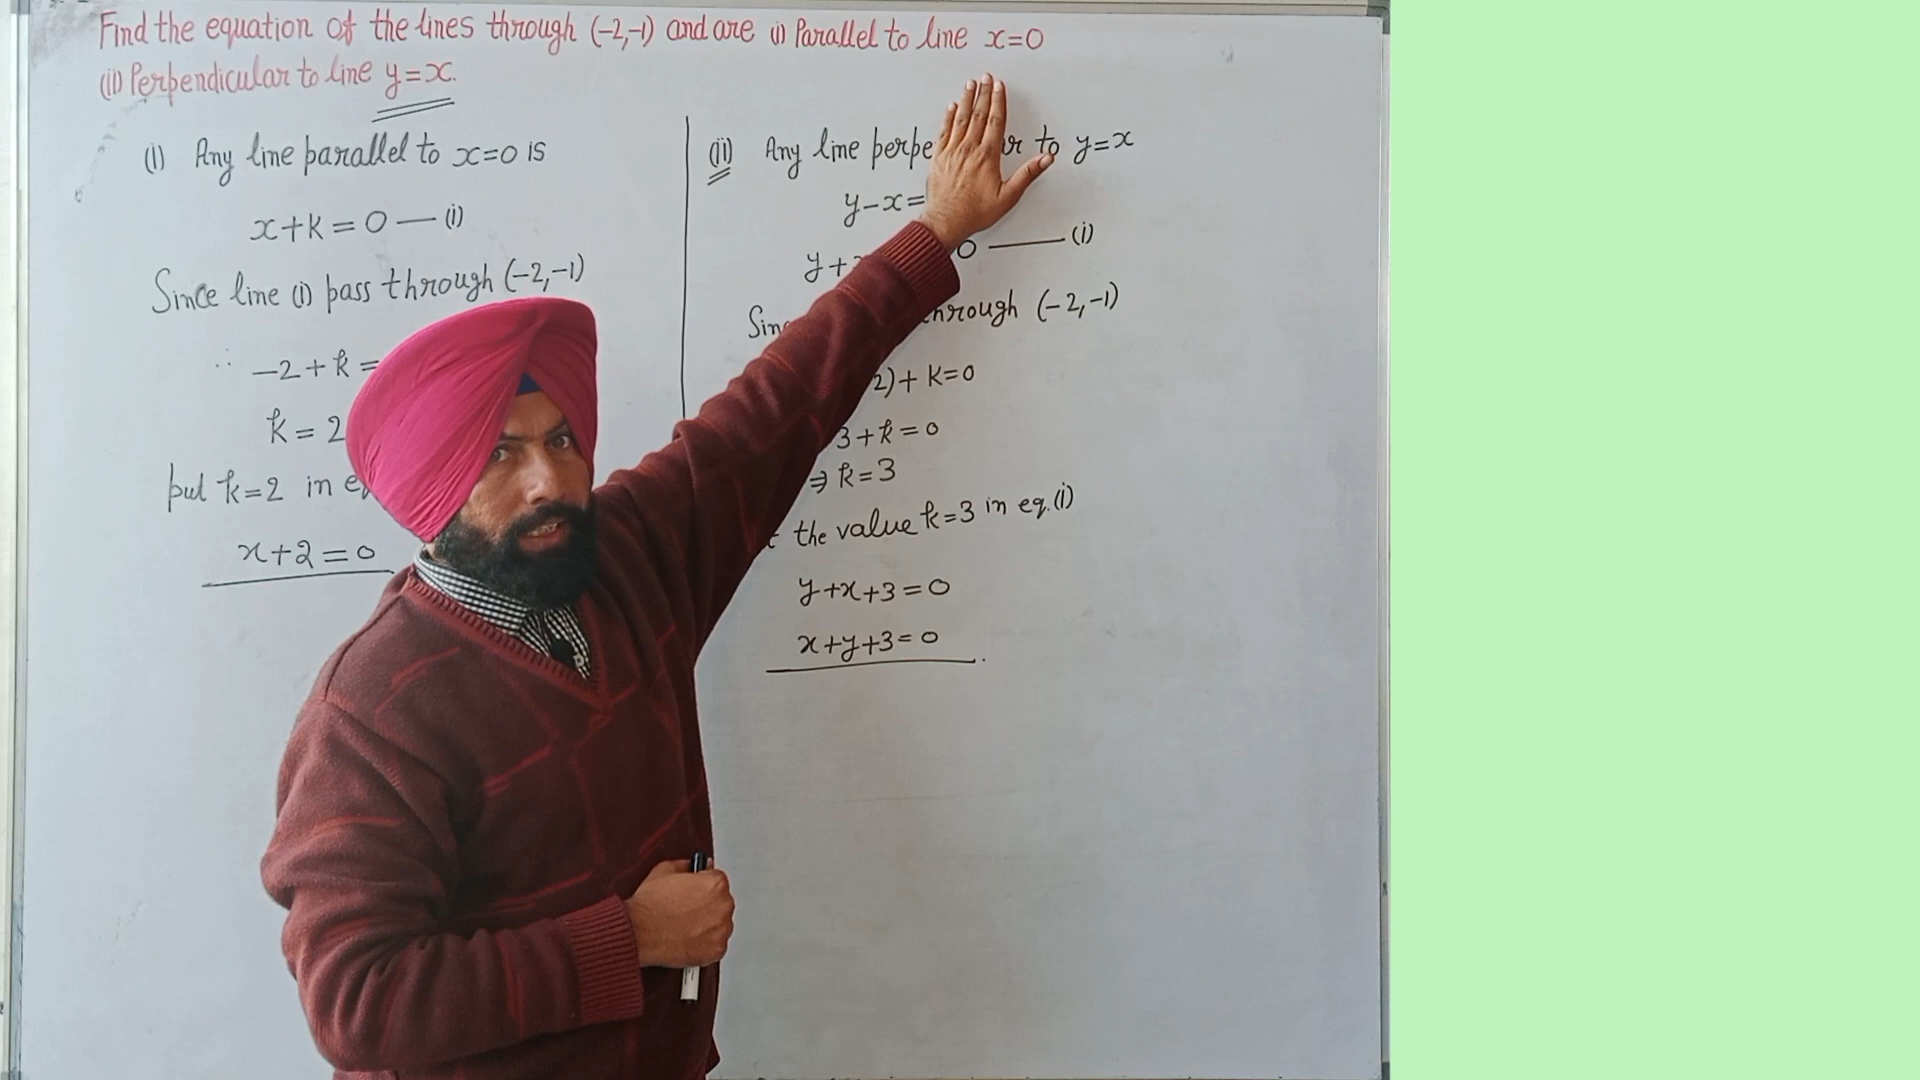 Find the equation of the lines through (-2,-1) and are (i) Parallel to line x=0
(ii) Perpendicular to line y=x.
(i) Any line parallel to x=0 is
x+k=0 — (i)
Since line (i) pass through (-2,-1)
∴ -2+k=
k=2
put k=2 in
x+2=0
(ii) Any line to y=x
y-x=
y+ 0 — (i)
through (-2,-1)
2)+k=0
3+k=0
⇒ k=3
the value k=3 in eq.(i)
y+x+3=0
x+y+3=0.